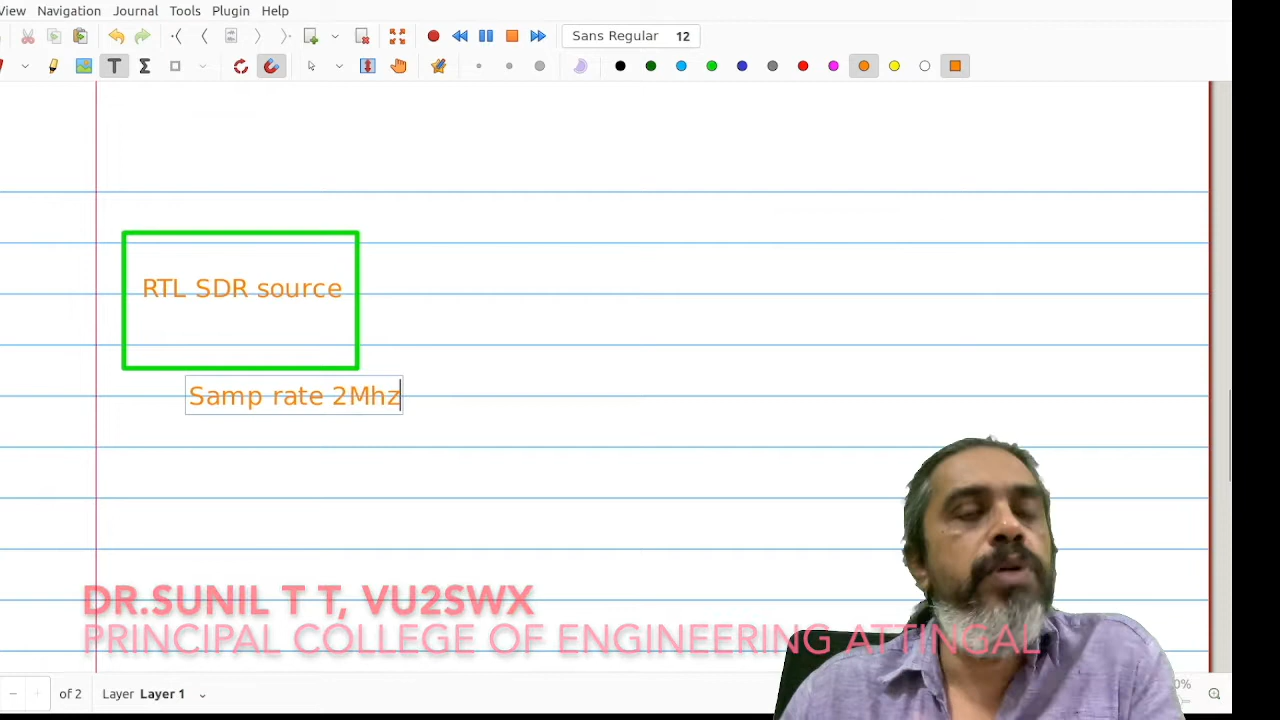 View Navigation Journal Tools Plugin Help
Sans Regular 12
RTL SDR source
Samp rate 2Mhz
DR.SUNIL T T, VU2SWX
PRINCIPAL COLLEGE OF ENGINEERING ATTINGAL
of 2 Layer Layer 1
0%